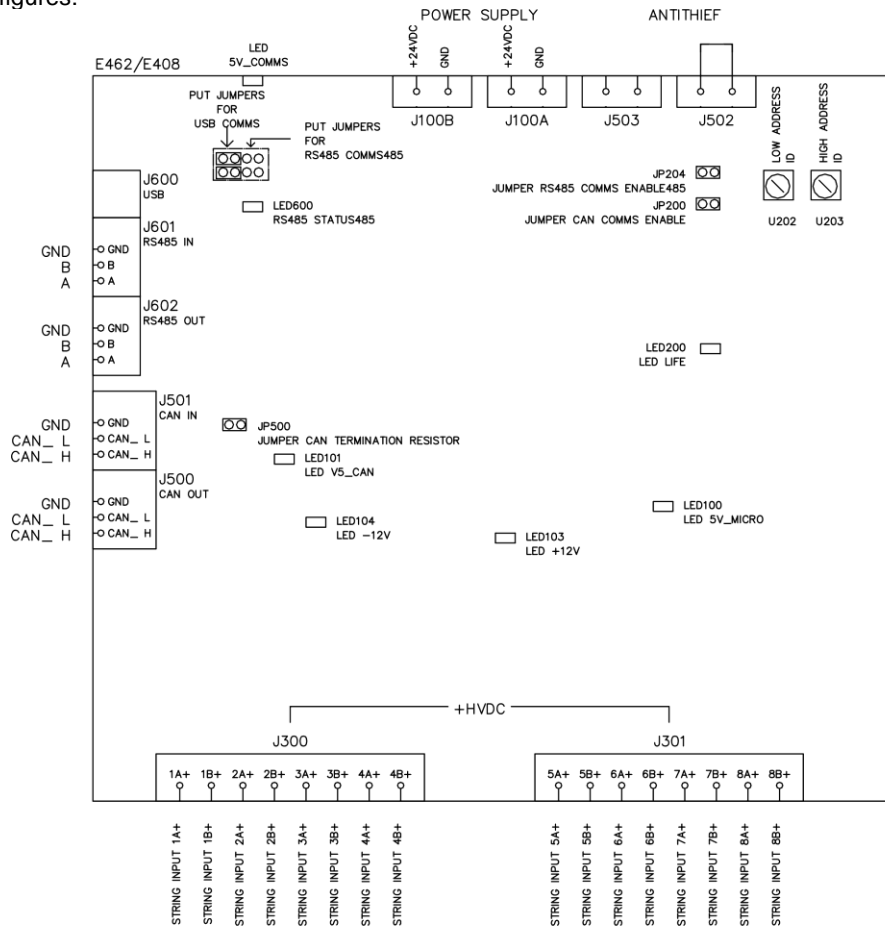 figures:
POWER SUPPLY
ANTITHIEF
E462/E408
LED
5V_COMMS
+24VDC
GND
+24VDC
GND
PUT JUMPERS
FOR
USB COMMS
PUT JUMPERS
FOR
RS485 COMMS485
J100B
J100A
J503
J502
LOW ADDRESS
ID
HIGH ADDRESS
ID
U202
U203
JP204
JUMPER RS485 COMMS ENABLE485
JP200
JUMPER CAN COMMS ENABLE
J600
USB
LED600
RS485 STATUS485
J601
RS485 IN
GND
B
A
GND
B
A
J602
RS485 OUT
GND
B
A
GND
B
A
LED200
LED LIFE
J501
CAN IN
GND
CAN_ L
CAN_ H
GND
CAN_ L
CAN_ H
JP500
JUMPER CAN TERMINATION RESISTOR
LED101
LED V5_CAN
J500
CAN OUT
GND
CAN_ L
CAN_ H
GND
CAN_ L
CAN_ H
LED104
LED -12V
LED103
LED +12V
LED100
LED 5V_MICRO
+HVDC
J300
J301
1A+ 1B+ 2A+ 2B+ 3A+ 3B+ 4A+ 4B+
5A+ 5B+ 6A+ 6B+ 7A+ 7B+ 8A+ 8B+
STRING INPUT 1A+
STRING INPUT 1B+
STRING INPUT 2A+
STRING INPUT 2B+
STRING INPUT 3A+
STRING INPUT 3B+
STRING INPUT 4A+
STRING INPUT 4B+
STRING INPUT 5A+
STRING INPUT 5B+
STRING INPUT 6A+
STRING INPUT 6B+
STRING INPUT 7A+
STRING INPUT 7B+
STRING INPUT 8A+
STRING INPUT 8B+